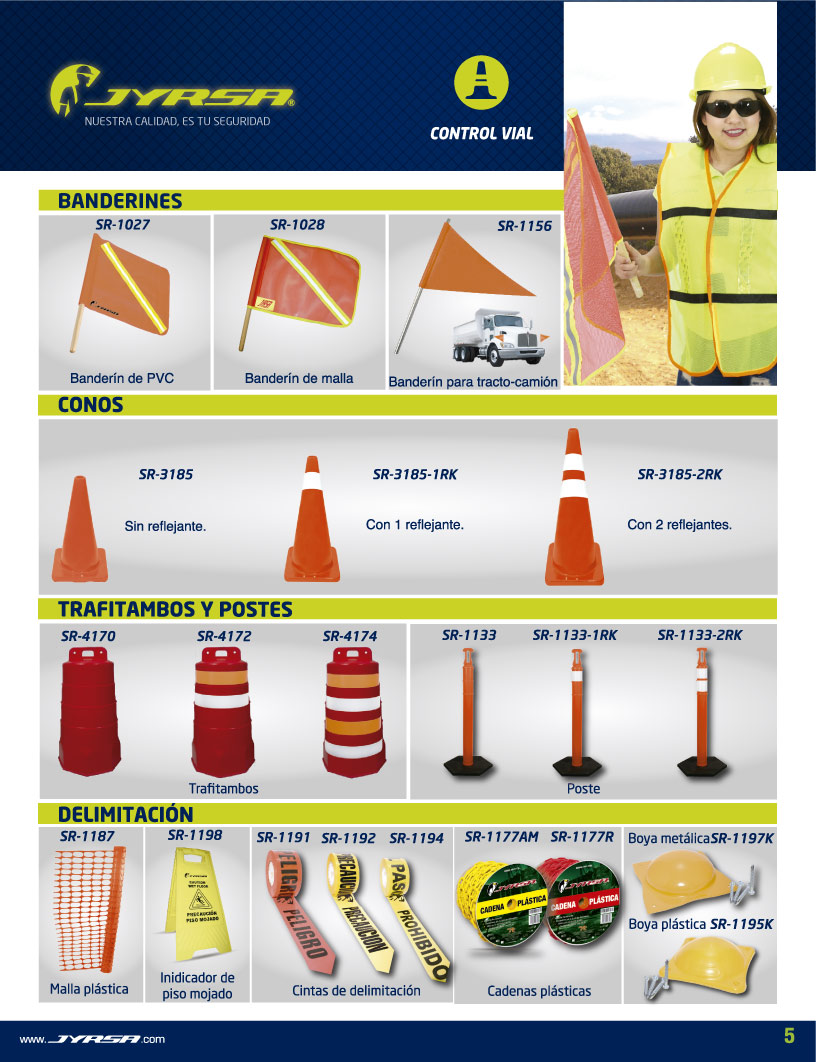 JYRSA®
NUESTRA CALIDAD, ES TU SEGURIDAD
CONTROL VIAL
BANDERINES
SR-1027
SR-1028
SR-1156
JYRSA
Banderín de PVC
Banderín de malla
Banderín para tracto-camión
CONOS
SR-3185
SR-3185-1RK
SR-3185-2RK
Sin reflejante.
Con 1 reflejante.
Con 2 reflejantes.
TRAFITAMBOS Y POSTES
SR-4170
SR-4172
SR-4174
SR-1133
SR-1133-1RK
SR-1133-2RK
Trafitambos
Poste
DELIMITACIÓN
SR-1187
SR-1198
SR-1191
SR-1192
SR-1194
SR-1177AM
SR-1177R
Boya metálica SR-1197K
JYRSA
CAUTION
WET FLOOR
PRECAUCIÓN
PISO MOJADO
PELIGRO
PRECAUCION
PROHIBIDO
JYRSA
CADENA PLÁSTICA
JYRSA
CADENA PLÁSTICA
Boya plástica SR-1195K
Malla plástica
Inidicador de
piso mojado
Cintas de delimitación
Cadenas plásticas
www.JYRSA.com
5